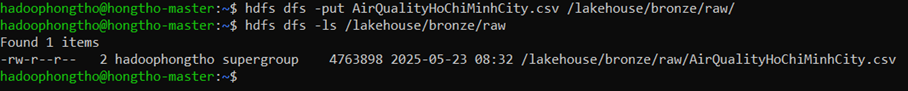 hadoophongtho@hongtho-master:~$ hdfs dfs -put AirQualityHoChiMinhCity.csv /lakehouse/bronze/raw/
hadoophongtho@hongtho-master:~$ hdfs dfs -ls /lakehouse/bronze/raw
Found 1 items
-rw-r--r--   2 hadoophongtho supergroup    4763898 2025-05-23 08:32 /lakehouse/bronze/raw/AirQualityHoChiMinhCity.csv
hadoophongtho@hongtho-master:~$